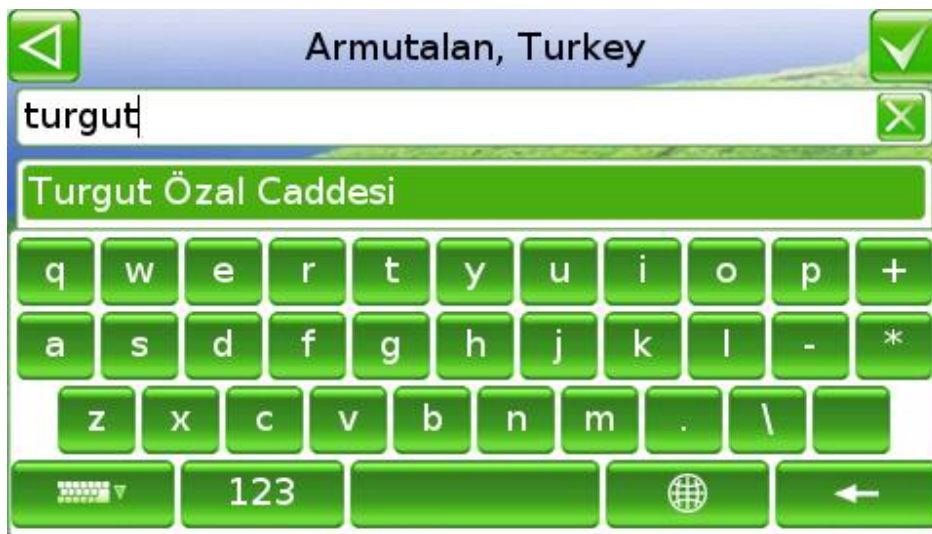 Armutalan, Turkey
turgut
Turgut Özal Caddesi
q w e r t y u i o p +
a s d f g h j k l - *
z x c v b n m . \
123